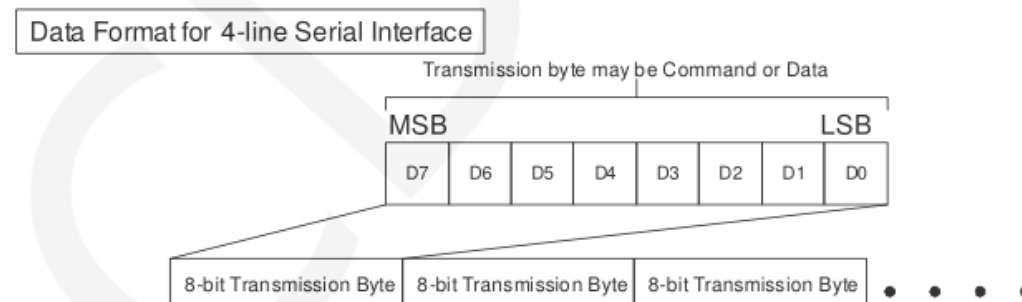 Data Format for 4-line Serial Interface
Transmission byte may be Command or Data
MSB LSB
D7 D6 D5 D4 D3 D2 D1 D0
8-bit Transmission Byte 8-bit Transmission Byte 8-bit Transmission Byte